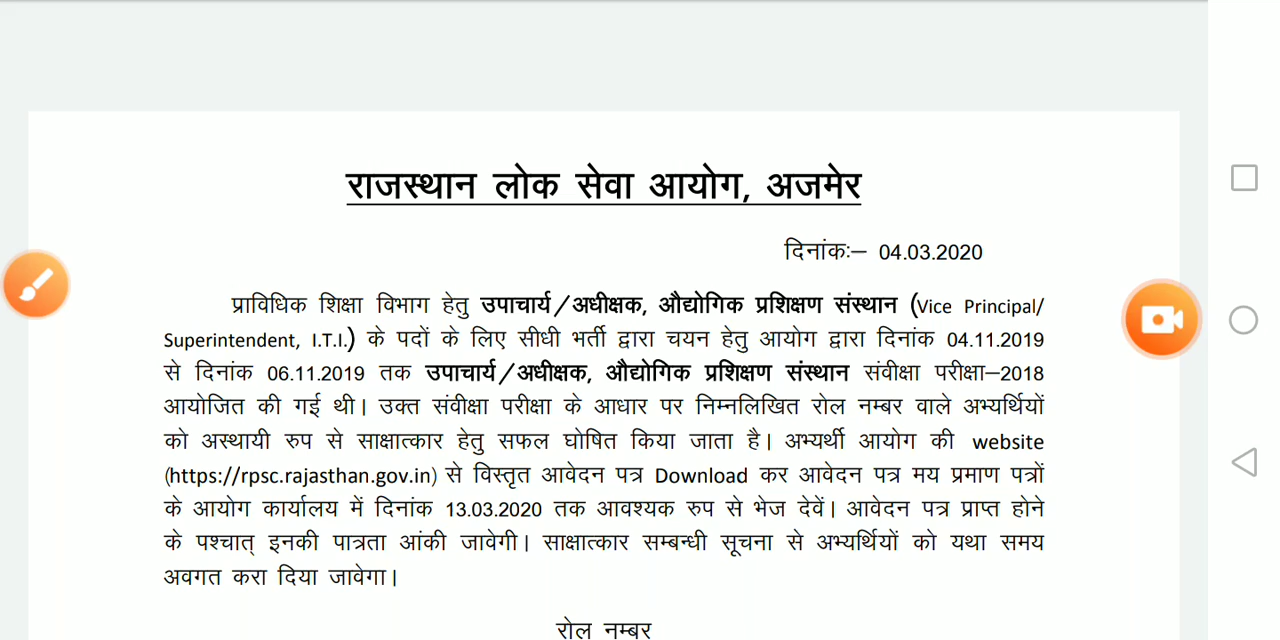 राजस्थान लोक सेवा आयोग, अजमेर
दिनांकः– 04.03.2020
प्राविधिक शिक्षा विभाग हेतु उपाचार्य/अधीक्षक, औद्योगिक प्रशिक्षण संस्थान (Vice Principal/
Superintendent, I.T.I.) के पदों के लिए सीधी भर्ती द्वारा चयन हेतु आयोग द्वारा दिनांक 04.11.2019
से दिनांक 06.11.2019 तक उपाचार्य/अधीक्षक, औद्योगिक प्रशिक्षण संस्थान संवीक्षा परीक्षा–2018
आयोजित की गई थी। उक्त संवीक्षा परीक्षा के आधार पर निम्नलिखित रोल नम्बर वाले अभ्यर्थियों
को अस्थायी रुप से साक्षात्कार हेतु सफल घोषित किया जाता है। अभ्यर्थी आयोग की website
(https://rpsc.rajasthan.gov.in) से विस्तृत आवेदन पत्र Download कर आवेदन पत्र मय प्रमाण पत्रों
के आयोग कार्यालय में दिनांक 13.03.2020 तक आवश्यक रुप से भेज देवें। आवेदन पत्र प्राप्त होने
के पश्चात् इनकी पात्रता आंकी जावेगी। साक्षात्कार सम्बन्धी सूचना से अभ्यर्थियों को यथा समय
अवगत करा दिया जावेगा।
रोल नम्बर